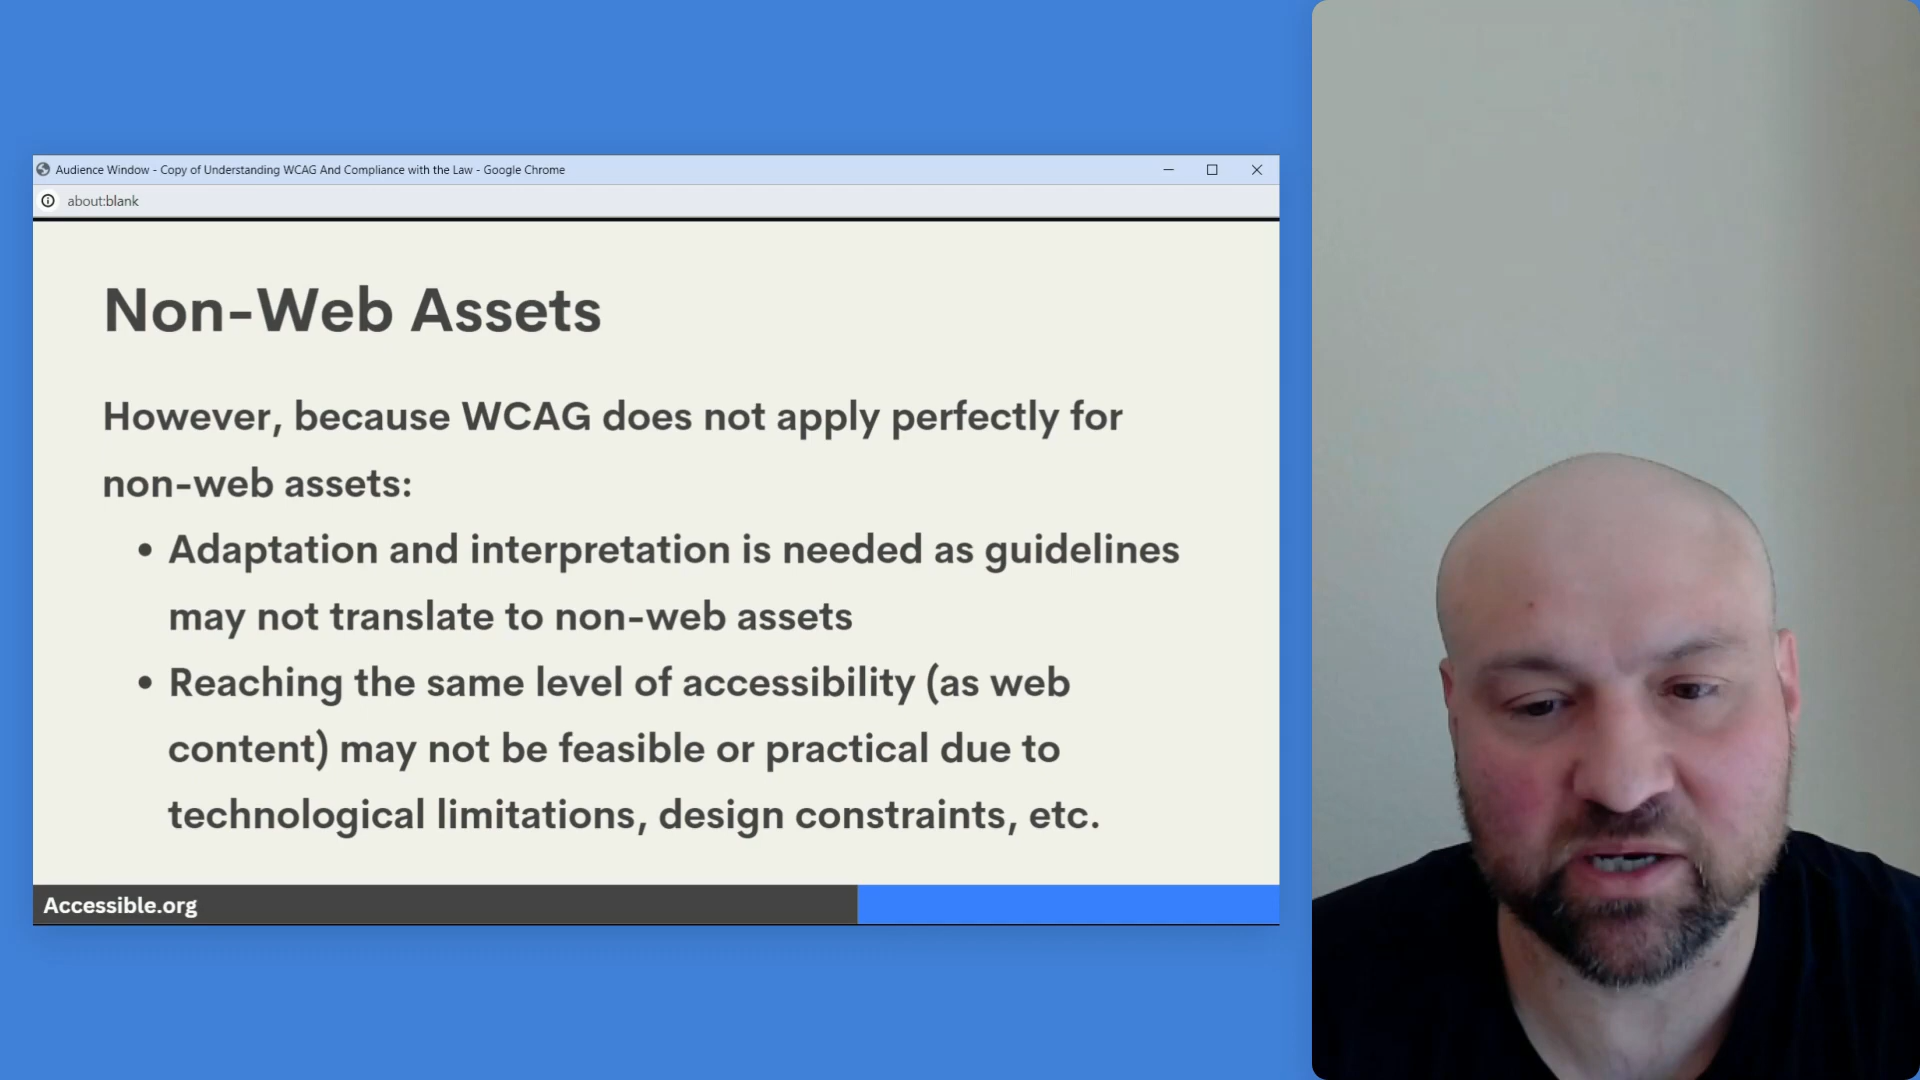 Audience Window - Copy of Understanding WCAG And Compliance with the Law - Google Chrome
about:blank
Non-Web Assets
However, because WCAG does not apply perfectly for
non-web assets:
• Adaptation and interpretation is needed as guidelines
may not translate to non-web assets
• Reaching the same level of accessibility (as web
content) may not be feasible or practical due to
technological limitations, design constraints, etc.
Accessible.org